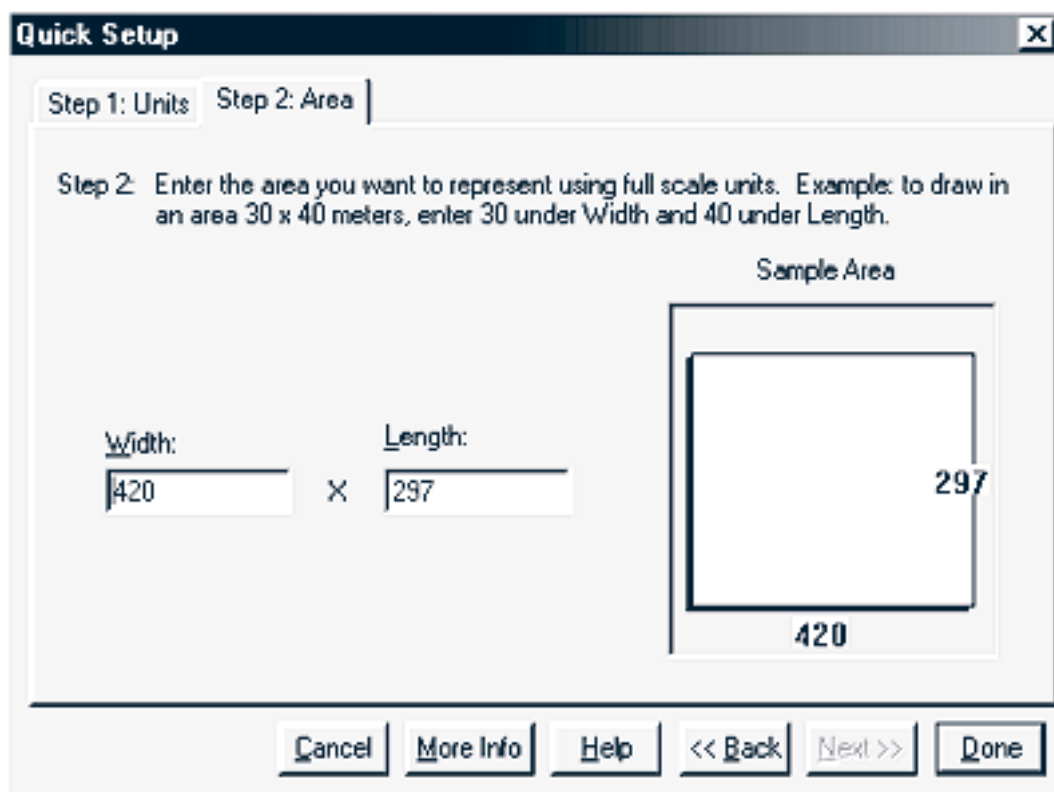 Quick Setup
Step 1: Units
Step 2: Area
Step 2: Enter the area you want to represent using full scale units. Example: to draw in
an area 30 x 40 meters, enter 30 under Width and 40 under Length.
Sample Area
Width:
Length:
420
X
297
297
420
Cancel
More Info
Help
<< Back
Next >>
Done